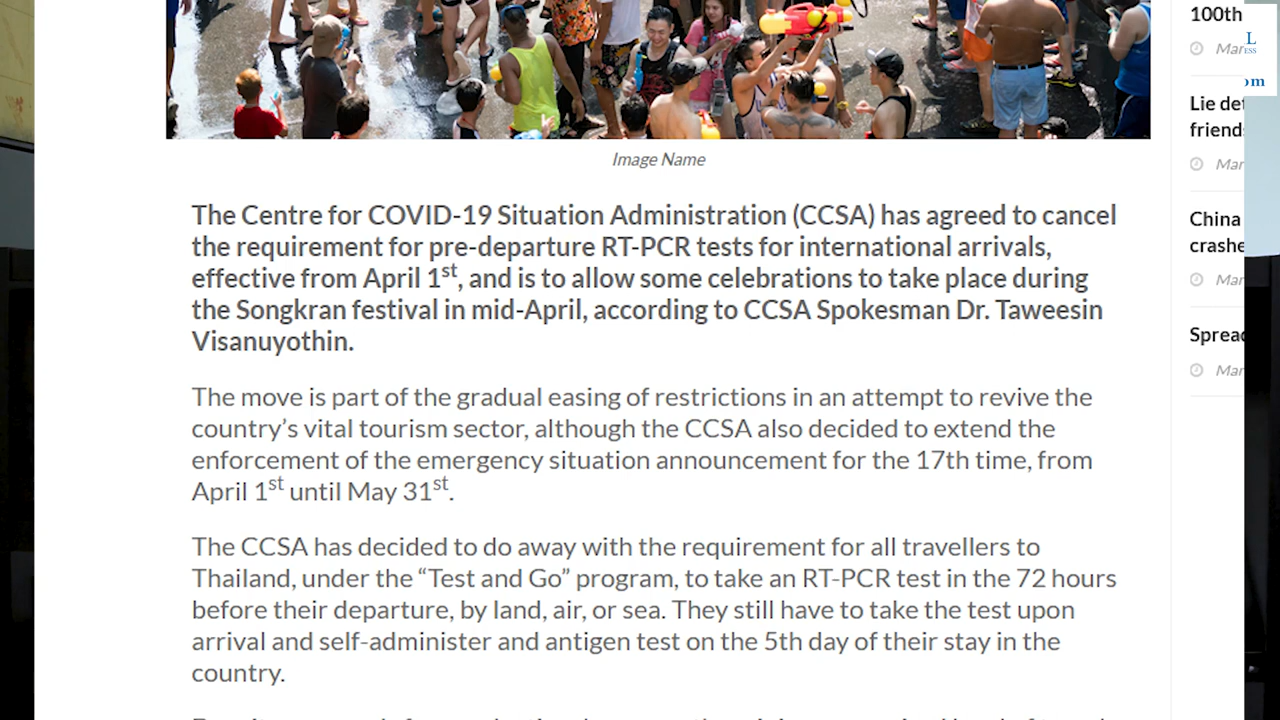 Image Name
The Centre for COVID-19 Situation Administration (CCSA) has agreed to cancel
the requirement for pre-departure RT-PCR tests for international arrivals,
effective from April 1st, and is to allow some celebrations to take place during
the Songkran festival in mid-April, according to CCSA Spokesman Dr. Taweesin
Visanuyothin.
The move is part of the gradual easing of restrictions in an attempt to revive the
country’s vital tourism sector, although the CCSA also decided to extend the
enforcement of the emergency situation announcement for the 17th time, from
April 1st until May 31st.
The CCSA has decided to do away with the requirement for all travellers to
Thailand, under the “Test and Go” program, to take an RT-PCR test in the 72 hours
before their departure, by land, air, or sea. They still have to take the test upon
arrival and self-administer and antigen test on the 5th day of their stay in the
country.
100th
Mar
Lie det
friend
Mar
China
crashe
Mar
Spread
Mar
L
ESS
om